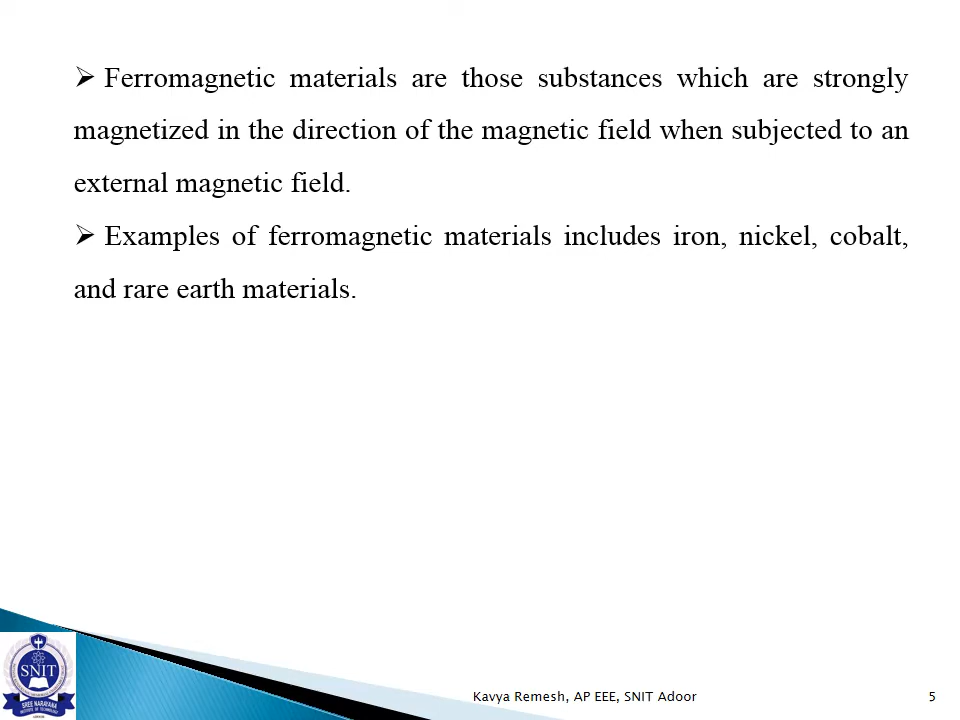 ➢ Ferromagnetic materials are those substances which are strongly
magnetized in the direction of the magnetic field when subjected to an
external magnetic field.
➢ Examples of ferromagnetic materials includes iron, nickel, cobalt,
and rare earth materials.
SNIT
SREE NARAYANA
INSTITUTE OF TECHNOLOGY
Kavya Remesh, AP EEE, SNIT Adoor
5